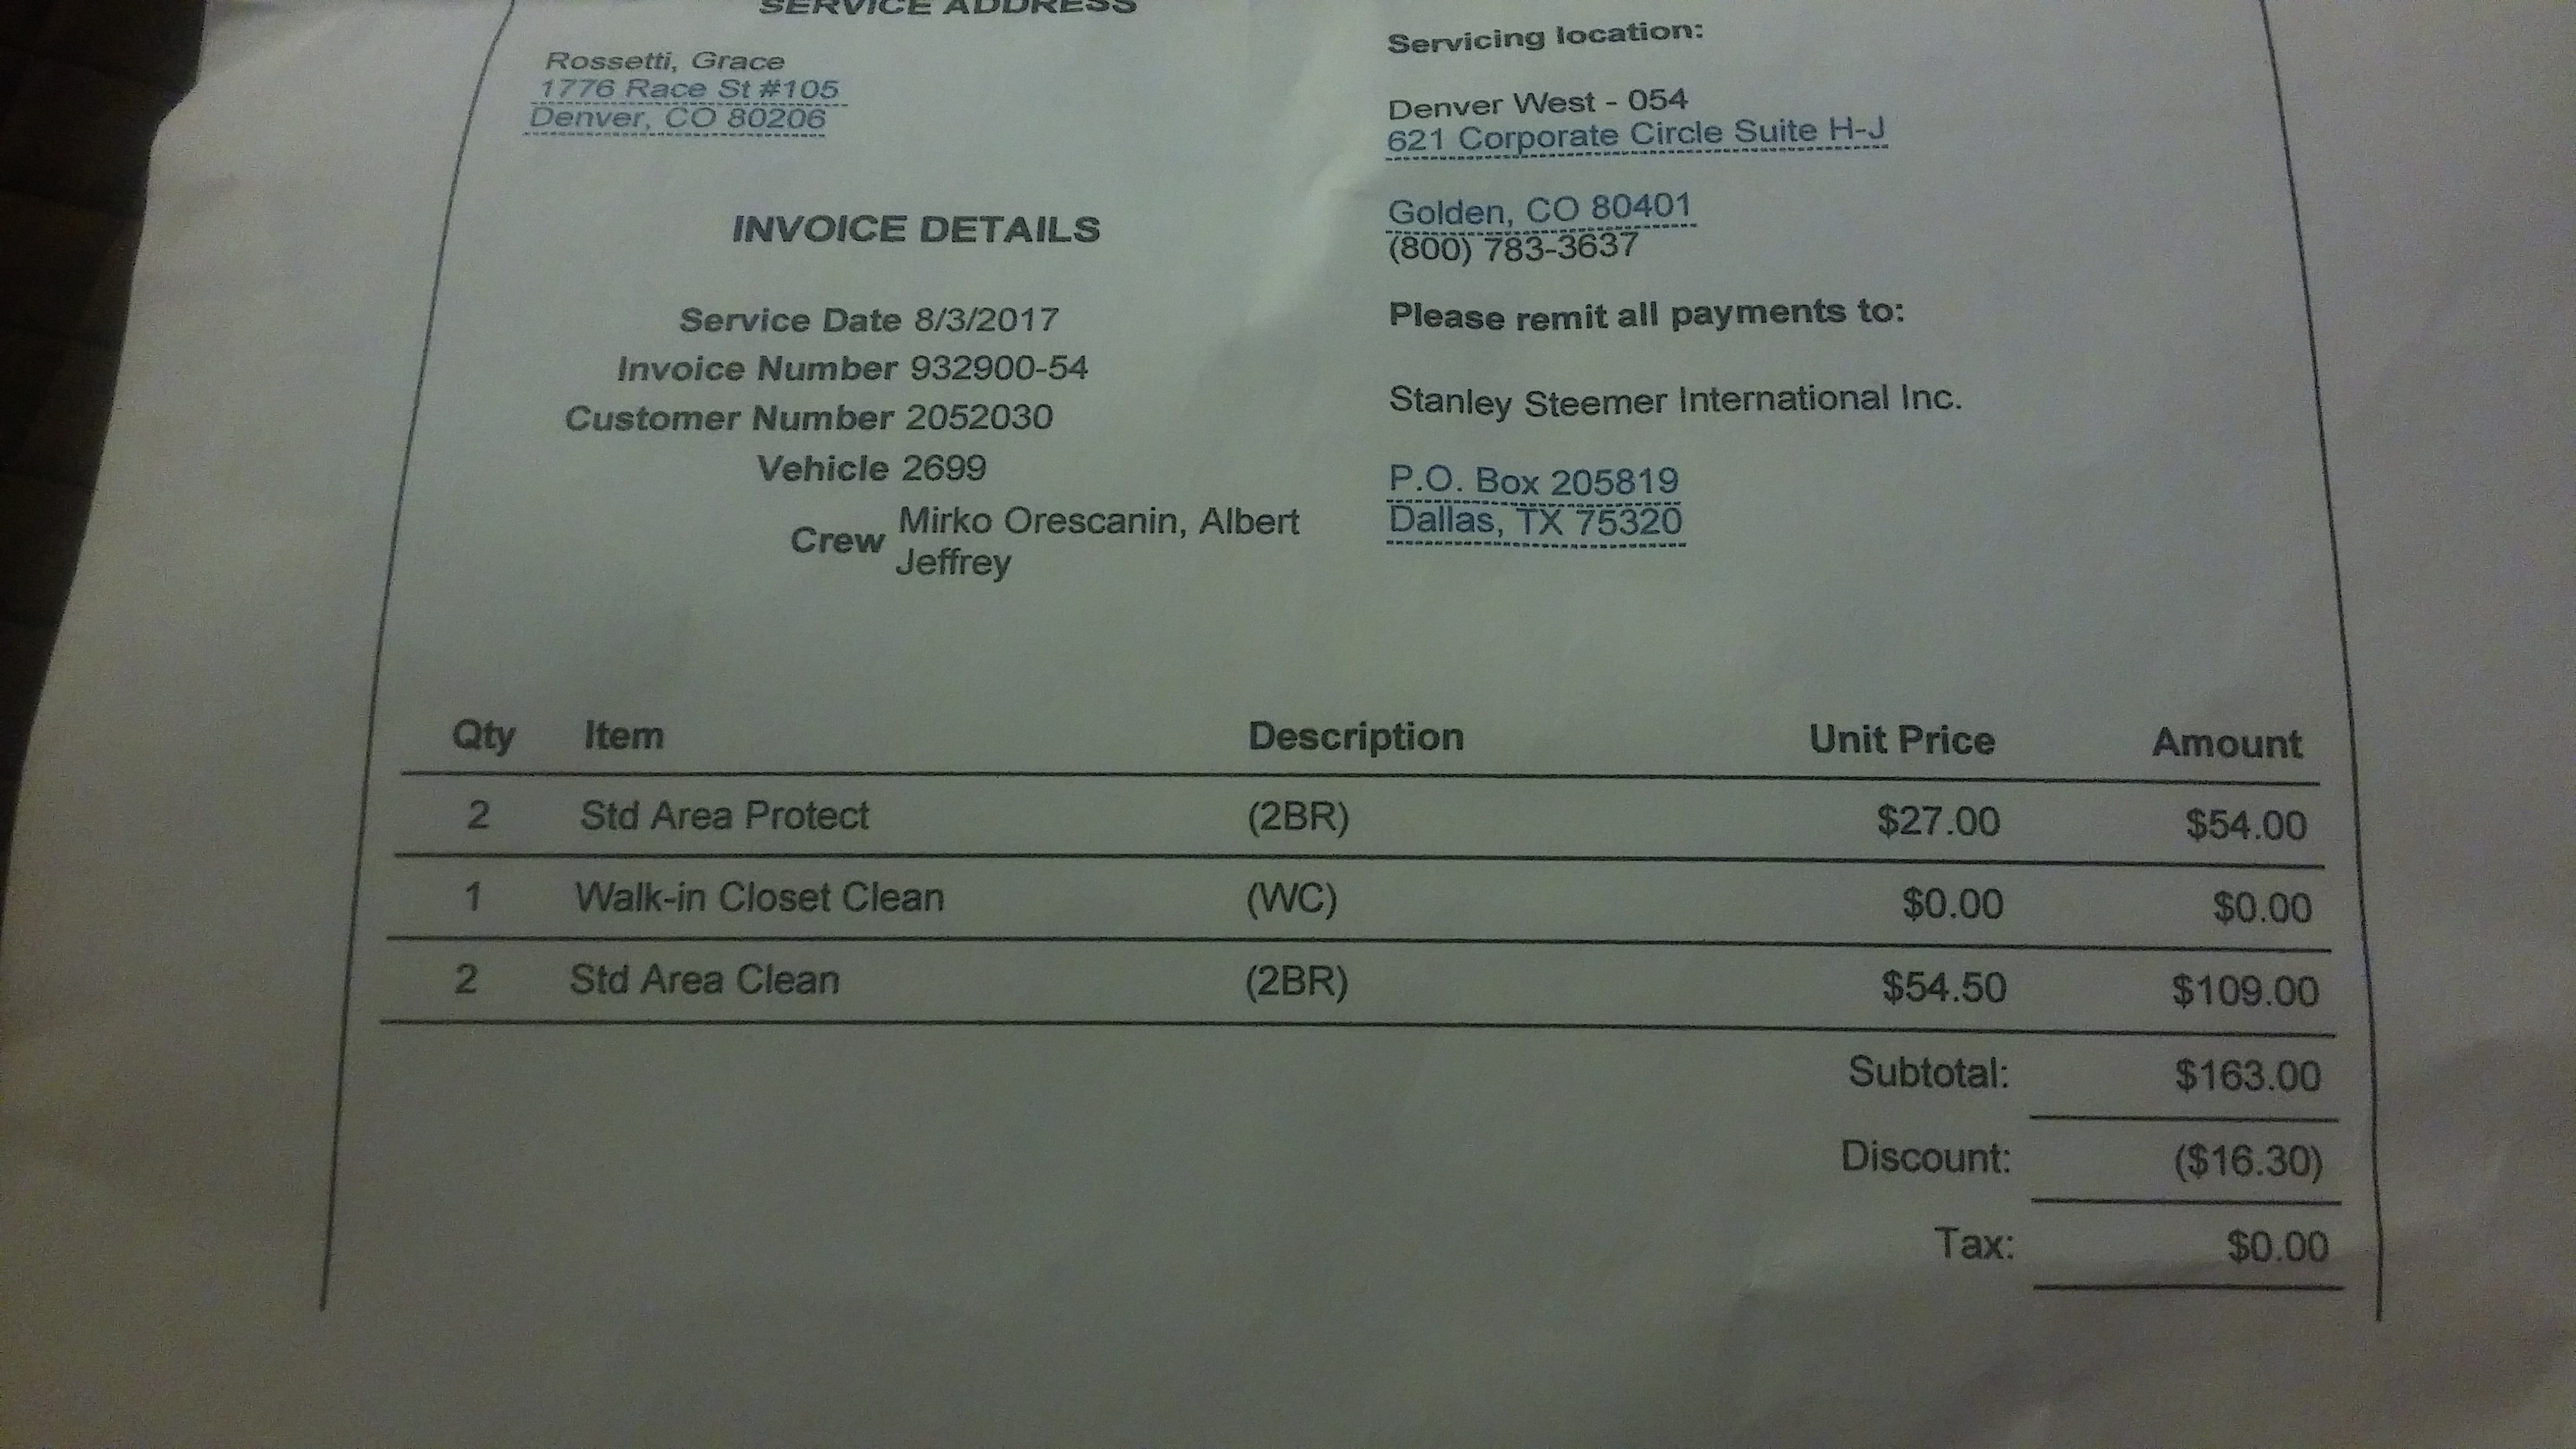 SERVICE ADDRESS
Rossetti, Grace
1776 Race St #105
Denver, CO 80206
Servicing location:
Denver West - 054
621 Corporate Circle Suite H-J
Golden, CO 80401
(800) 783-3637
Please remit all payments to:
Stanley Steemer International Inc.
P.O. Box 205819
Dallas, TX 75320
INVOICE DETAILS
Service Date 8/3/2017
Invoice Number 932900-54
Customer Number 2052030
Vehicle 2699
Crew Mirko Orescanin, Albert
Jeffrey
Qty Item Description Unit Price Amount
2 Std Area Protect (2BR) $27.00 $54.00
1 Walk-in Closet Clean (WC) $0.00 $0.00
2 Std Area Clean (2BR) $54.50 $109.00
Subtotal: $163.00
Discount: ($16.30)
Tax: $0.00